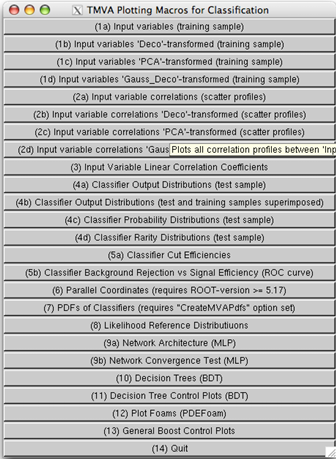 TMVA Plotting Macros for Classification
(1a) Input variables (training sample)
(1b) Input variables 'Deco'-transformed (training sample)
(1c) Input variables 'PCA'-transformed (training sample)
(1d) Input variables 'Gauss_Deco'-transformed (training sample)
(2a) Input variable correlations (scatter profiles)
(2b) Input variable correlations 'Deco'-transformed (scatter profiles)
(2c) Input variable correlations 'PCA'-transformed (scatter profiles)
(2d) Input variable correlations 'Gaus Plots all correlation profiles between 'Inp
(3) Input Variable Linear Correlation Coefficients
(4a) Classifier Output Distributions (test sample)
(4b) Classifier Output Distributions (test and training samples superimposed)
(4c) Classifier Probability Distributions (test sample)
(4d) Classifier Rarity Distributions (test sample)
(5a) Classifier Cut Efficiencies
(5b) Classifier Background Rejection vs Signal Efficiency (ROC curve)
(6) Parallel Coordinates (requires ROOT-version >= 5.17)
(7) PDFs of Classifiers (requires "CreateMVAPdfs" option set)
(8) Likelihood Reference Distributiuons
(9a) Network Architecture (MLP)
(9b) Network Convergence Test (MLP)
(10) Decision Trees (BDT)
(11) Decision Tree Control Plots (BDT)
(12) Plot Foams (PDEFoam)
(13) General Boost Control Plots
(14) Quit